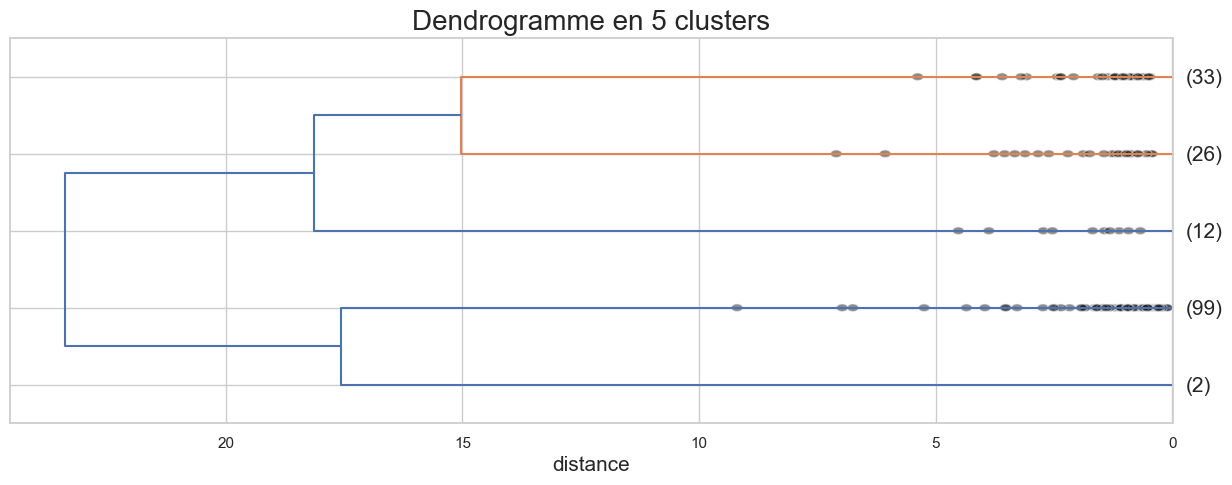 Dendrogramme en 5 clusters
(33)
(26)
(12)
(99)
(2)
20 15 10 5 0
distance